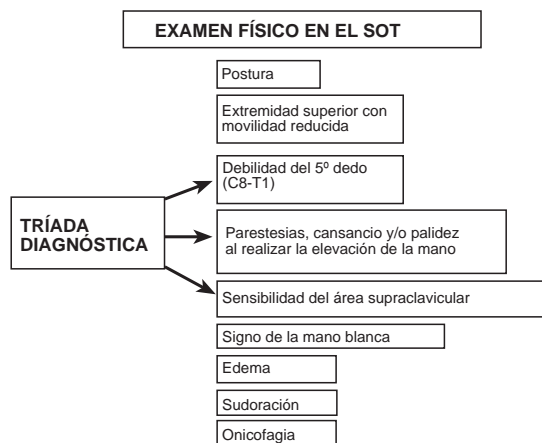 EXAMEN FÍSICO EN EL SOT
Postura
Extremidad superior con
movilidad reducida
Debilidad del 5º dedo
(C8-T1)
TRÍADA
DIAGNÓSTICA
Parestesias, cansancio y/o palidez
al realizar la elevación de la mano
Sensibilidad del área supraclavicular
Signo de la mano blanca
Edema
Sudoración
Onicofagia